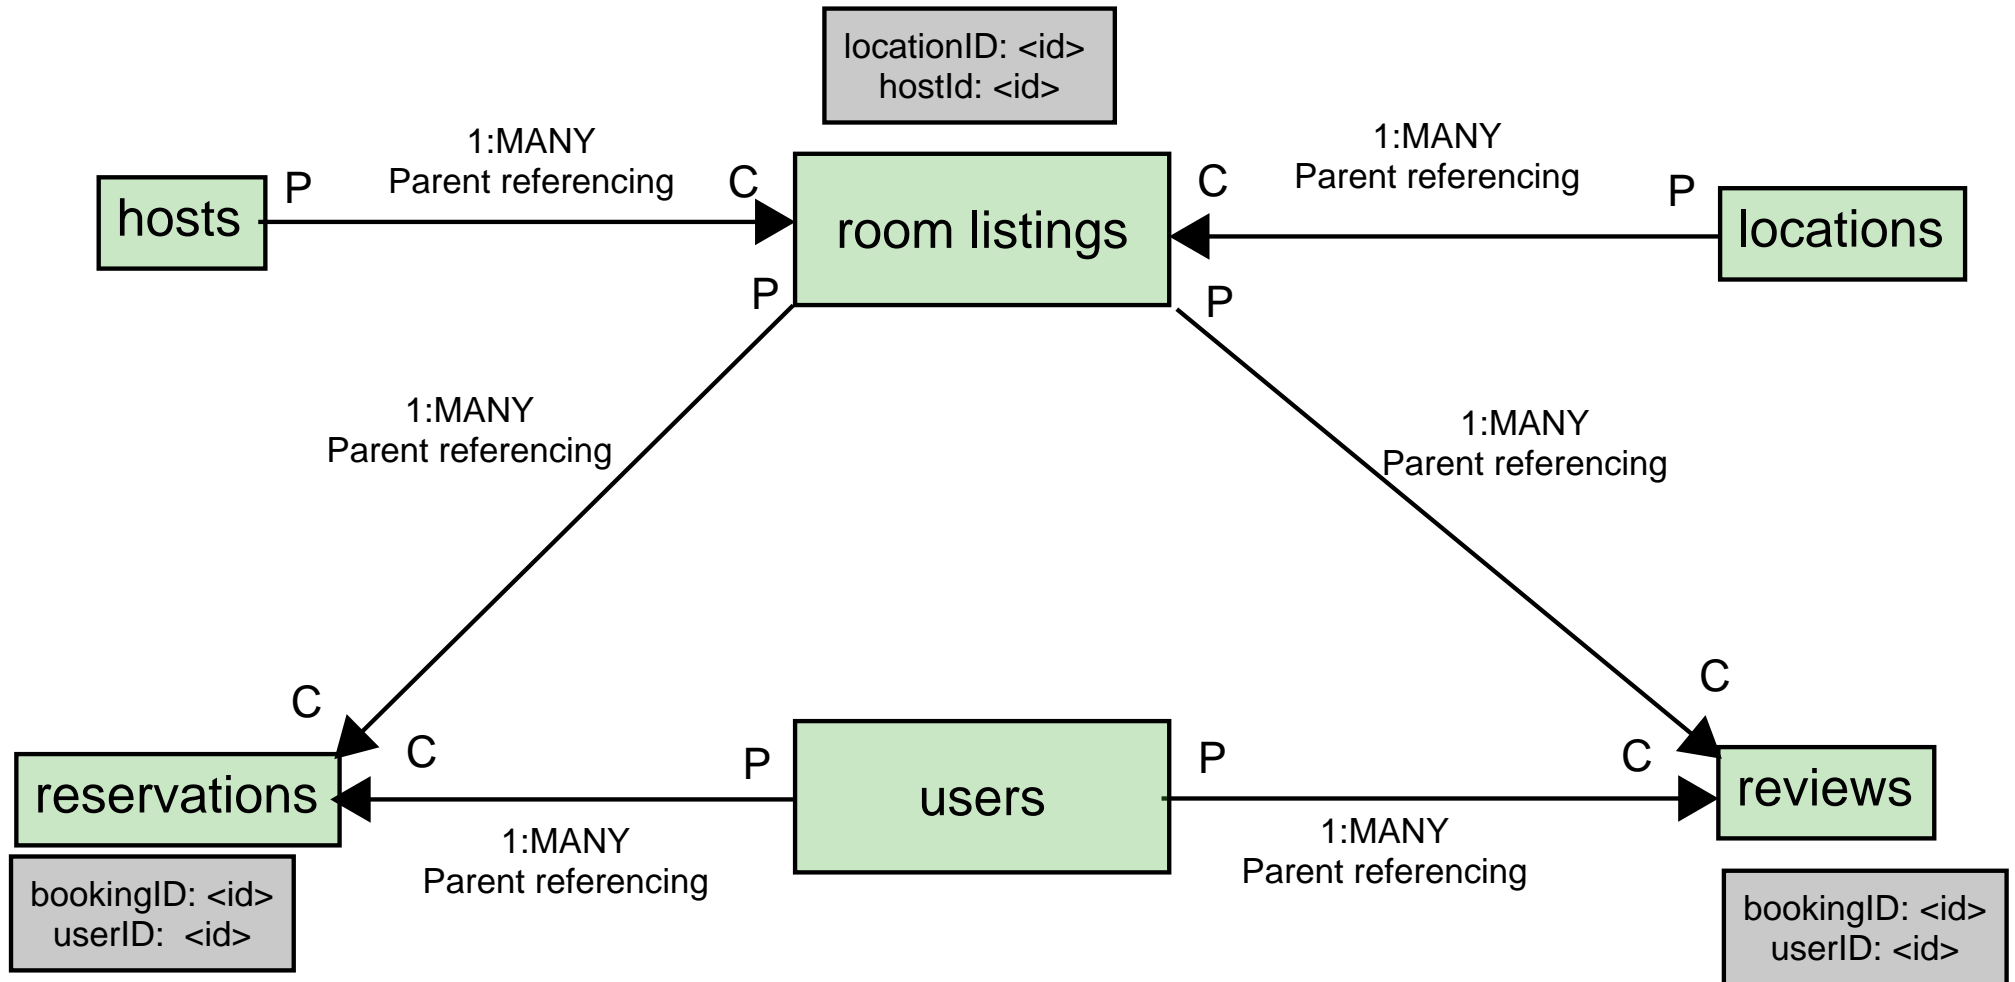 locationID: <id>
hostId: <id>
1:MANY
Parent referencing
1:MANY
Parent referencing
P
C
C
P
hosts
room listings
locations
P
P
1:MANY
Parent referencing
1:MANY
Parent referencing
C
C
C
P
P
C
reservations
users
reviews
1:MANY
Parent referencing
1:MANY
Parent referencing
bookingID: <id>
userID:  <id>
bookingID: <id>
userID: <id>